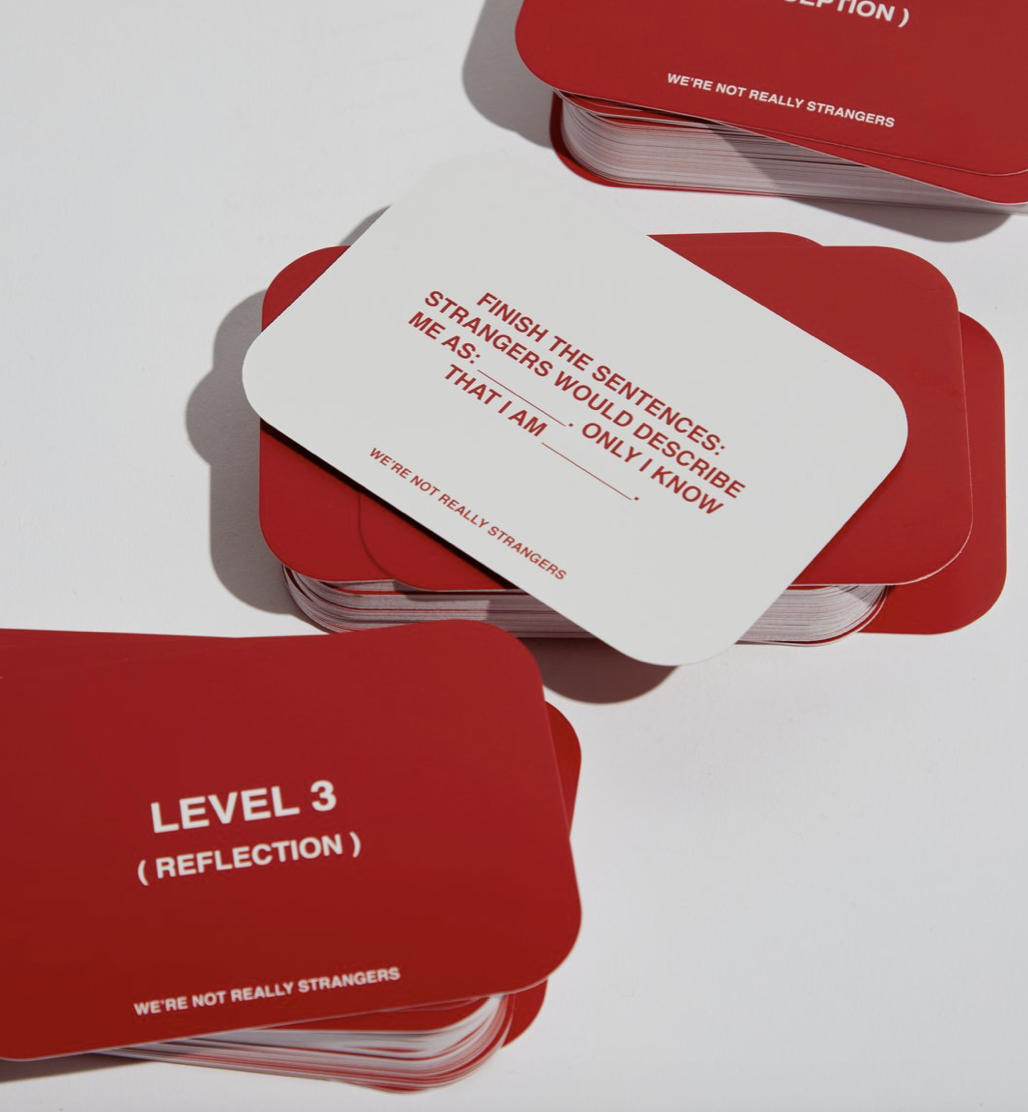 WE'RE NOT REALLY STRANGERS
FINISH THE SENTENCES:
STRANGERS WOULD DESCRIBE
ME AS: ________. ONLY I KNOW
THAT I AM ________.
WE'RE NOT REALLY STRANGERS
LEVEL 3
( REFLECTION )
WE'RE NOT REALLY STRANGERS